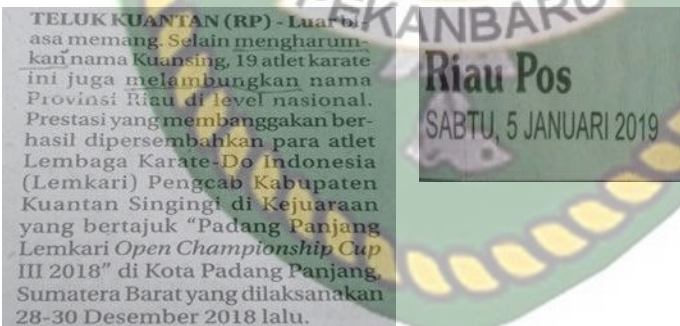 TELUK KUANTAN (RP) - Luar bi-
asa memang. Selain mengharum-
kan nama Kuansing, 19 atlet karate
ini juga melambungkan nama
Provinsi Riau di level nasional.
Prestasi yang membanggakan ber-
hasil dipersembahkan para atlet
Lembaga Karate-Do Indonesia
(Lemkari) Pengcab Kabupaten
Kuantan Singingi di Kejuaraan
yang bertajuk “Padang Panjang
Lemkari Open Championship Cup
III 2018” di Kota Padang Panjang,
Sumatera Barat yang dilaksanakan
28-30 Desember 2018 lalu.
Riau Pos
SABTU, 5 JANUARI 2019